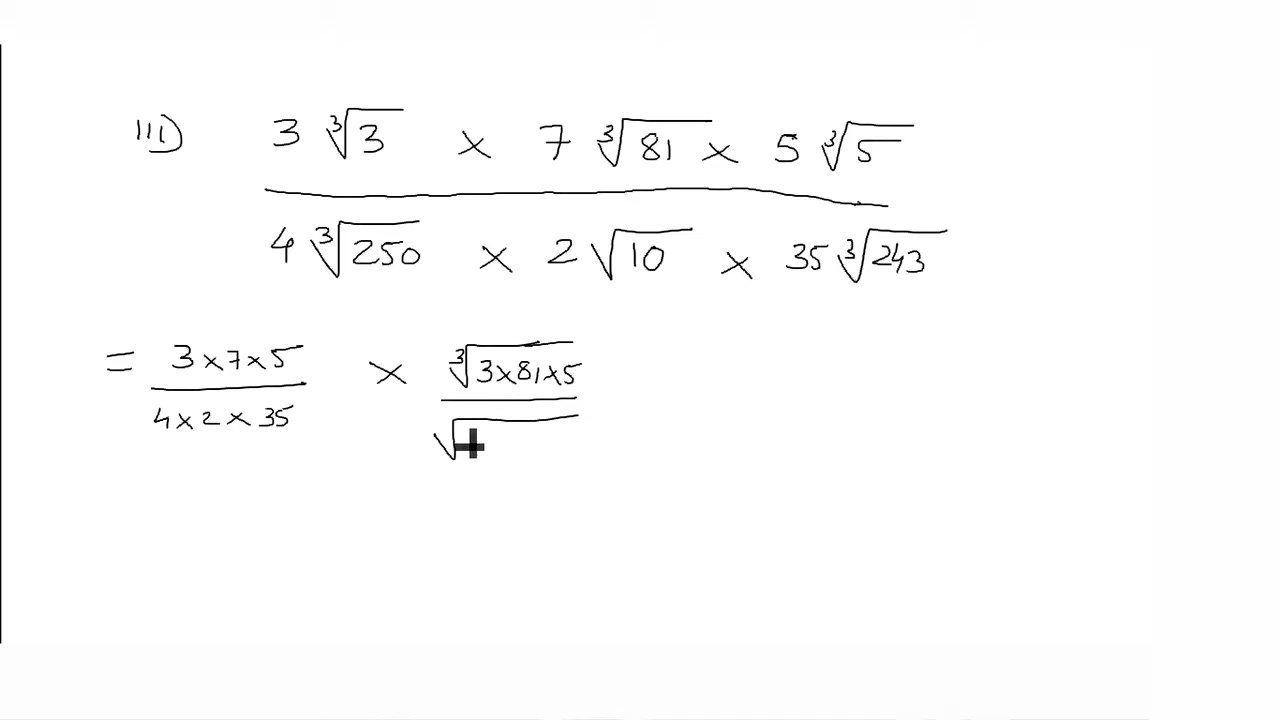 III) 3 ∛3 × 7 ∛81 × 5 ∛5
4 ∛250 × 2 √10 × 35 ∛243
= 3×7×5 × ∛3×81×5
4×2×35 √